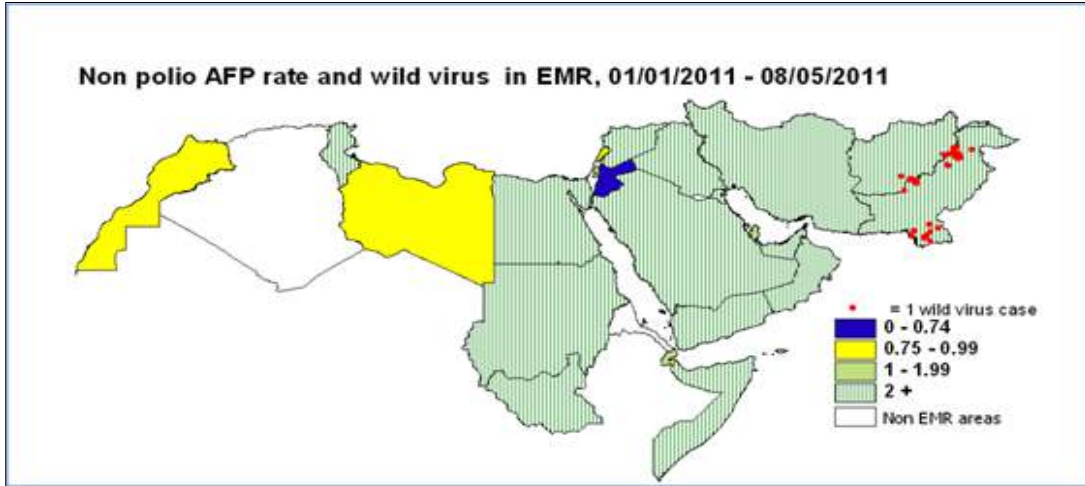 Non polio AFP rate and wild virus in EMR, 01/01/2011 - 08/05/2011
= 1 wild virus case
0 - 0.74
0.75 - 0.99
1 - 1.99
2 +
Non EMR areas